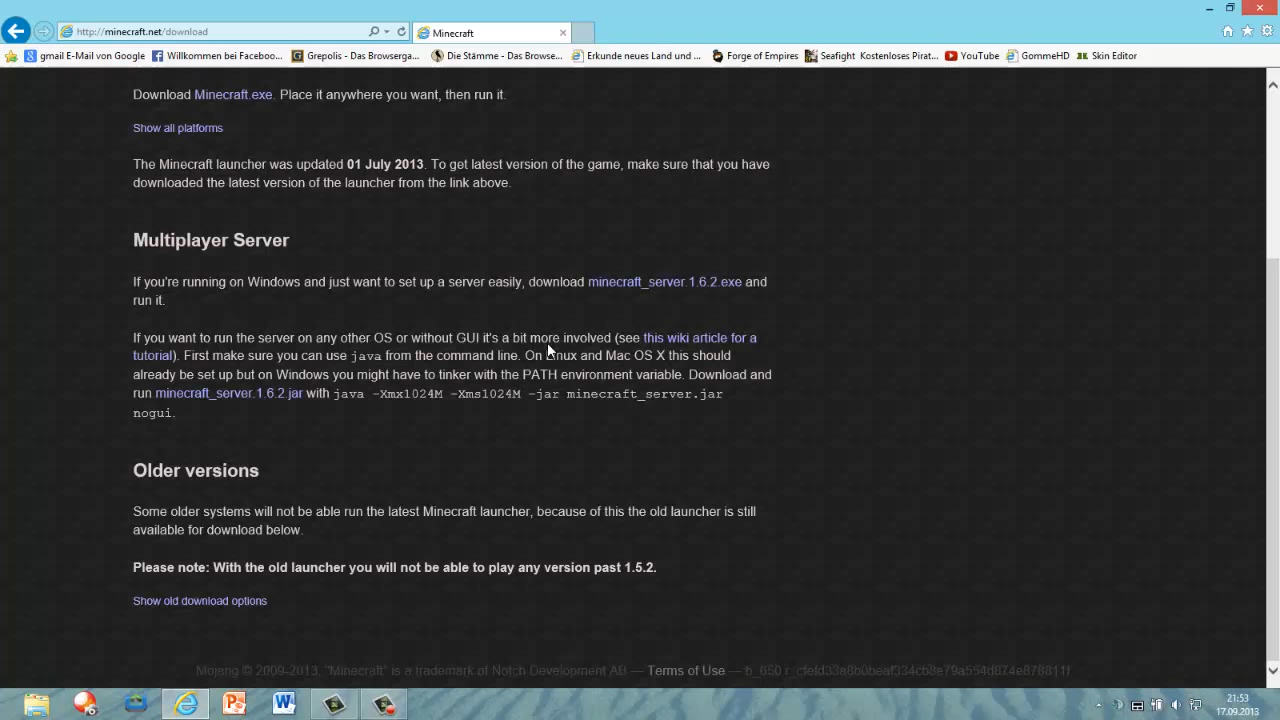 http://minecraft.net/download
Minecraft
gmail E-Mail von Google
Willkommen bei Faceboo...
Grepolis - Das Browserga...
Die Stämme - Das Browse...
Erkunde neues Land und ...
Forge of Empires
Seafight Kostenloses Pirat...
YouTube
GommeHD
Skin Editor
Download Minecraft.exe. Place it anywhere you want, then run it.
Show all platforms
The Minecraft launcher was updated 01 July 2013. To get latest version of the game, make sure that you have
downloaded the latest version of the launcher from the link above.
Multiplayer Server
If you're running on Windows and just want to set up a server easily, download minecraft_server.1.6.2.exe and
run it.
If you want to run the server on any other OS or without GUI it's a bit more involved (see this wiki article for a
tutorial). First make sure you can use java from the command line. On Linux and Mac OS X this should
already be set up but on Windows you might have to tinker with the PATH environment variable. Download and
run minecraft_server.1.6.2.jar with java -Xmx1024M -Xms1024M -jar minecraft_server.jar
nogui.
Older versions
Some older systems will not be able run the latest Minecraft launcher, because of this the old launcher is still
available for download below.
Please note: With the old launcher you will not be able to play any version past 1.5.2.
Show old download options
Mojang © 2009-2013. "Minecraft" is a trademark of Notch Development AB — Terms of Use —
21:53
17.09.2013